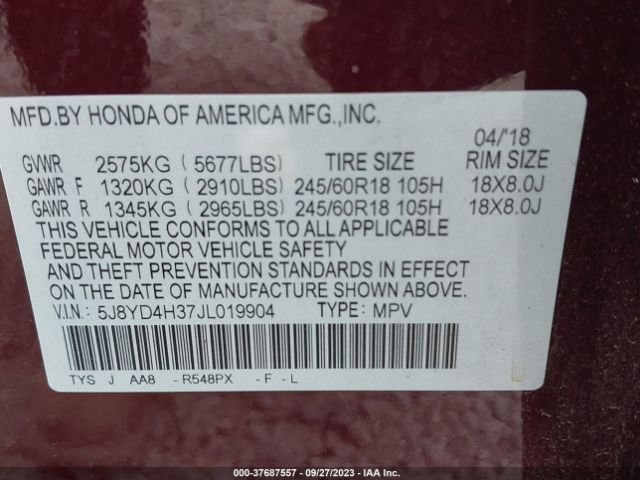 MFD.BY HONDA OF AMERICA MFG.,INC.
04/'18
GVWR 2575KG ( 5677LBS) TIRE SIZE RIM SIZE
GAWR F 1320KG ( 2910LBS) 245/60R18 105H 18X8.0J
GAWR R 1345KG ( 2965LBS) 245/60R18 105H 18X8.0J
THIS VEHICLE CONFORMS TO ALL APPLICABLE
FEDERAL MOTOR VEHICLE SAFETY
AND THEFT PREVENTION STANDARDS IN EFFECT
ON THE DATE OF MANUFACTURE SHOWN ABOVE.
V.I.N.: 5J8YD4H37JL019904 TYPE: MPV
TYS J AA8 -R548PX -F -L
000-37687557 / 09/27/2023 - IAA Inc.